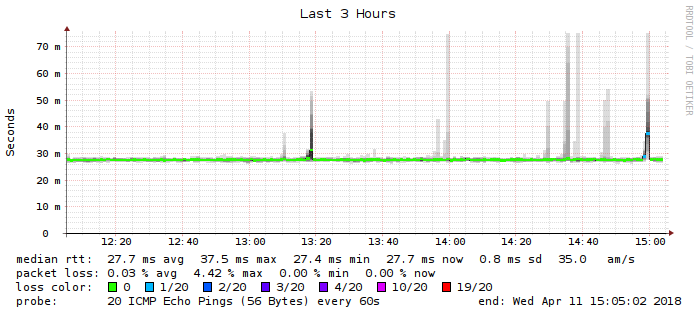 Last 3 Hours
RRDTOOL / TOBI OETIKER
Seconds
70 m
60 m
50 m
40 m
30 m
20 m
10 m
0
12:20 12:40 13:00 13:20 13:40 14:00 14:20 14:40 15:00
median rtt: 27.7 ms avg 37.5 ms max 27.4 ms min 27.7 ms now 0.8 ms sd 35.0 am/s
packet loss: 0.03 % avg 4.42 % max 0.00 % min 0.00 % now
loss color: 0 1/20 2/20 3/20 4/20 10/20 19/20
probe: 20 ICMP Echo Pings (56 Bytes) every 60s end: Wed Apr 11 15:05:02 2018